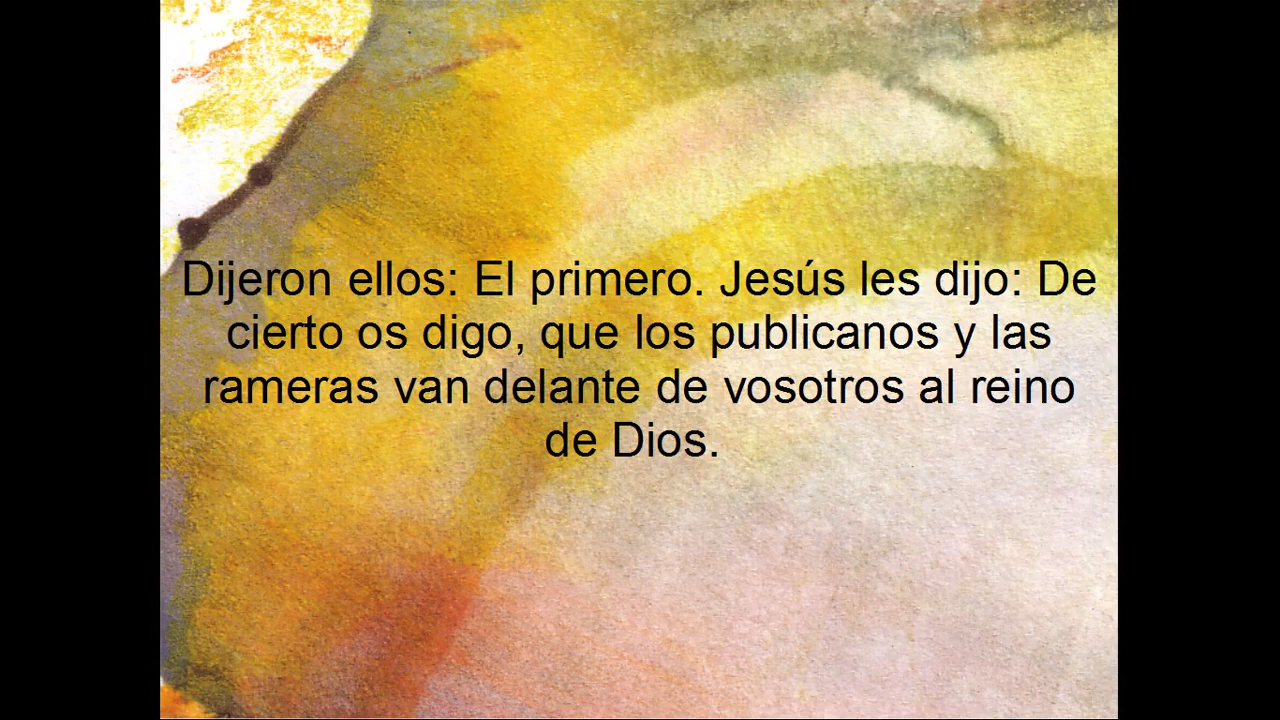 Dijeron ellos: El primero. Jesús les dijo: De
cierto os digo, que los publicanos y las
rameras van delante de vosotros al reino
de Dios.